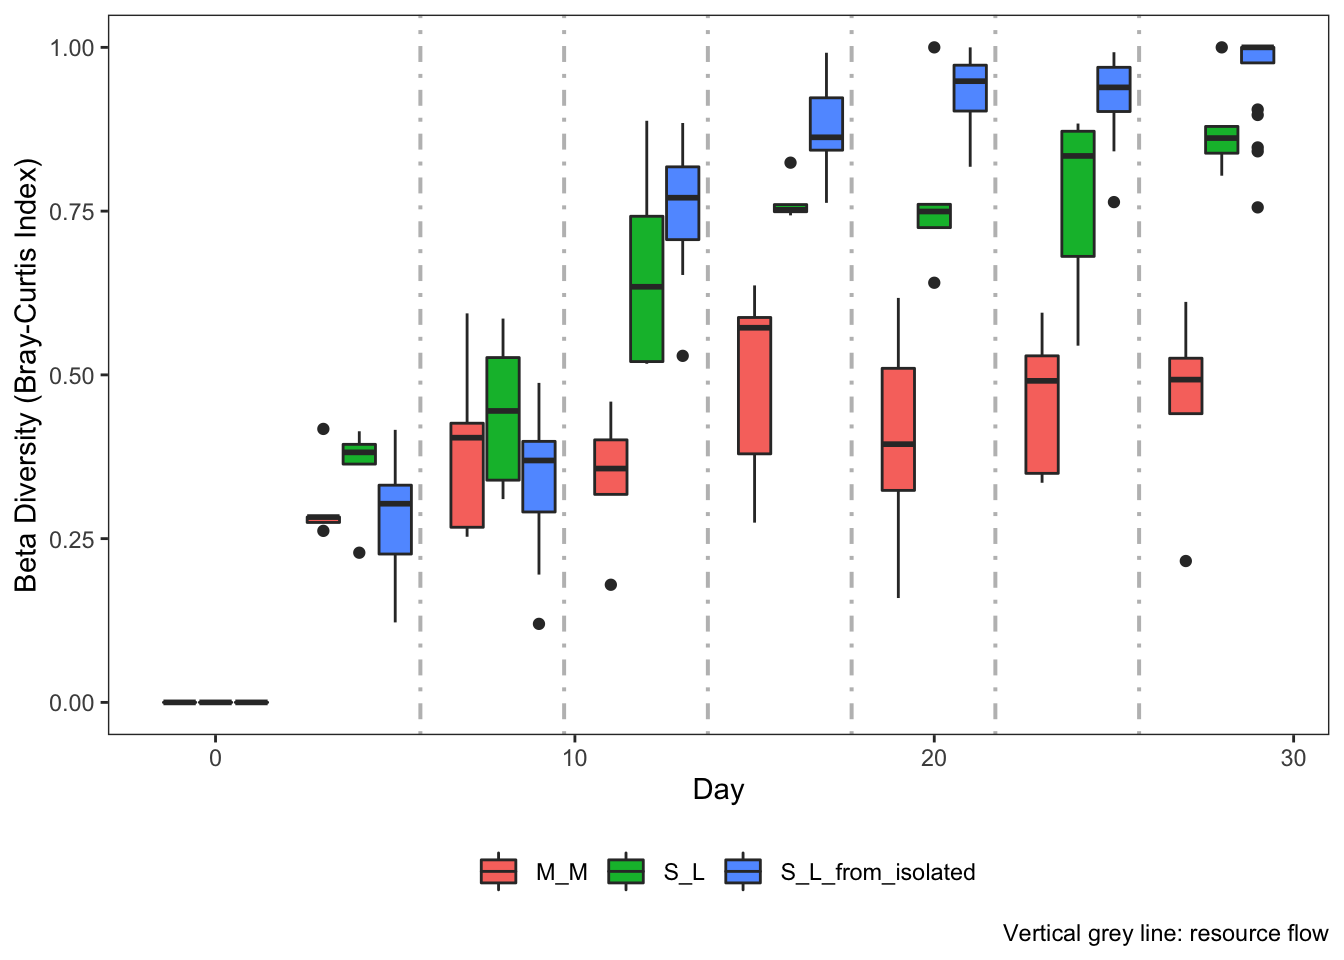 Beta Diversity (Bray-Curtis Index)
1.00
0.75
0.50
0.25
0.00
0 10 20 30
Day
M_M S_L S_L_from_isolated
Vertical grey line: resource flow